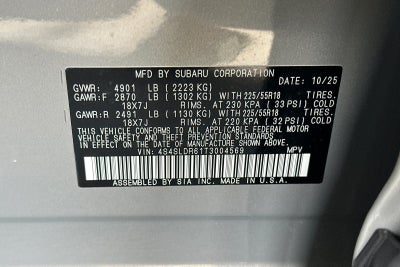 MFD BY SUBARU CORPORATION DATE: 10/25
GVWR: 4901 LB (2223 KG)
GAWR:F 2870 LB (1302 KG) WITH 225/55R18 TIRES.
18X7J RIMS. AT 230 KPA (33 PSI) COLD
GAWR:R 2491 LB (1130 KG) WITH 225/55R18 TIRES.
18X7J RIMS. AT 220 KPA (32 PSI) COLD
THIS VEHICLE CONFORMS TO ALL APPLICABLE FEDERAL MOTOR
VEHICLE SAFETY AND THEFT PREVENTION STANDARDS
IN EFFECT ON THE DATE OF MANUFACTURE SHOWN ABOVE.
VIN: 4S4SLDR61T3004569 MPV
ASSEMBLED BY SIA INC. MADE IN U.S.A.